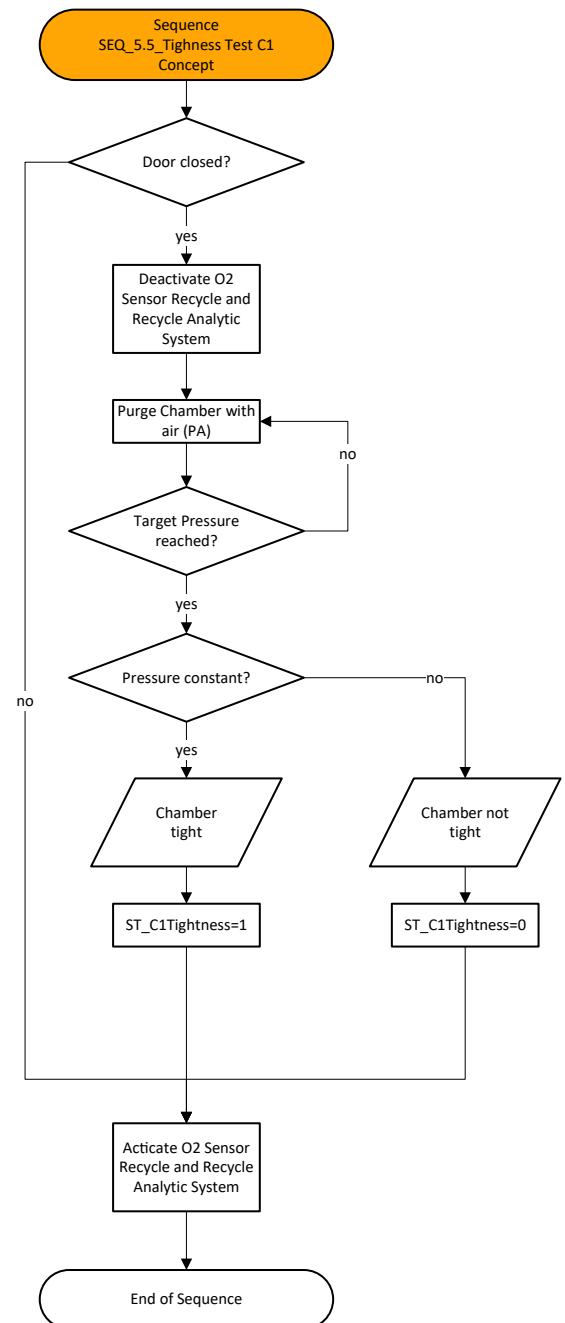 Sequence
SEQ_5.5_Tighness Test C1
Concept
Door closed?
yes
Deactivate O2
Sensor Recycle and
Recycle Analytic
System
Purge Chamber with
air (PA)
no
Target Pressure
reached?
yes
Pressure constant?
no
no
yes
Chamber
tight
Chamber not
tight
ST_C1Tightness=1
ST_C1Tightness=0
Acticate O2 Sensor
Recycle and Recycle
Analytic System
End of Sequence